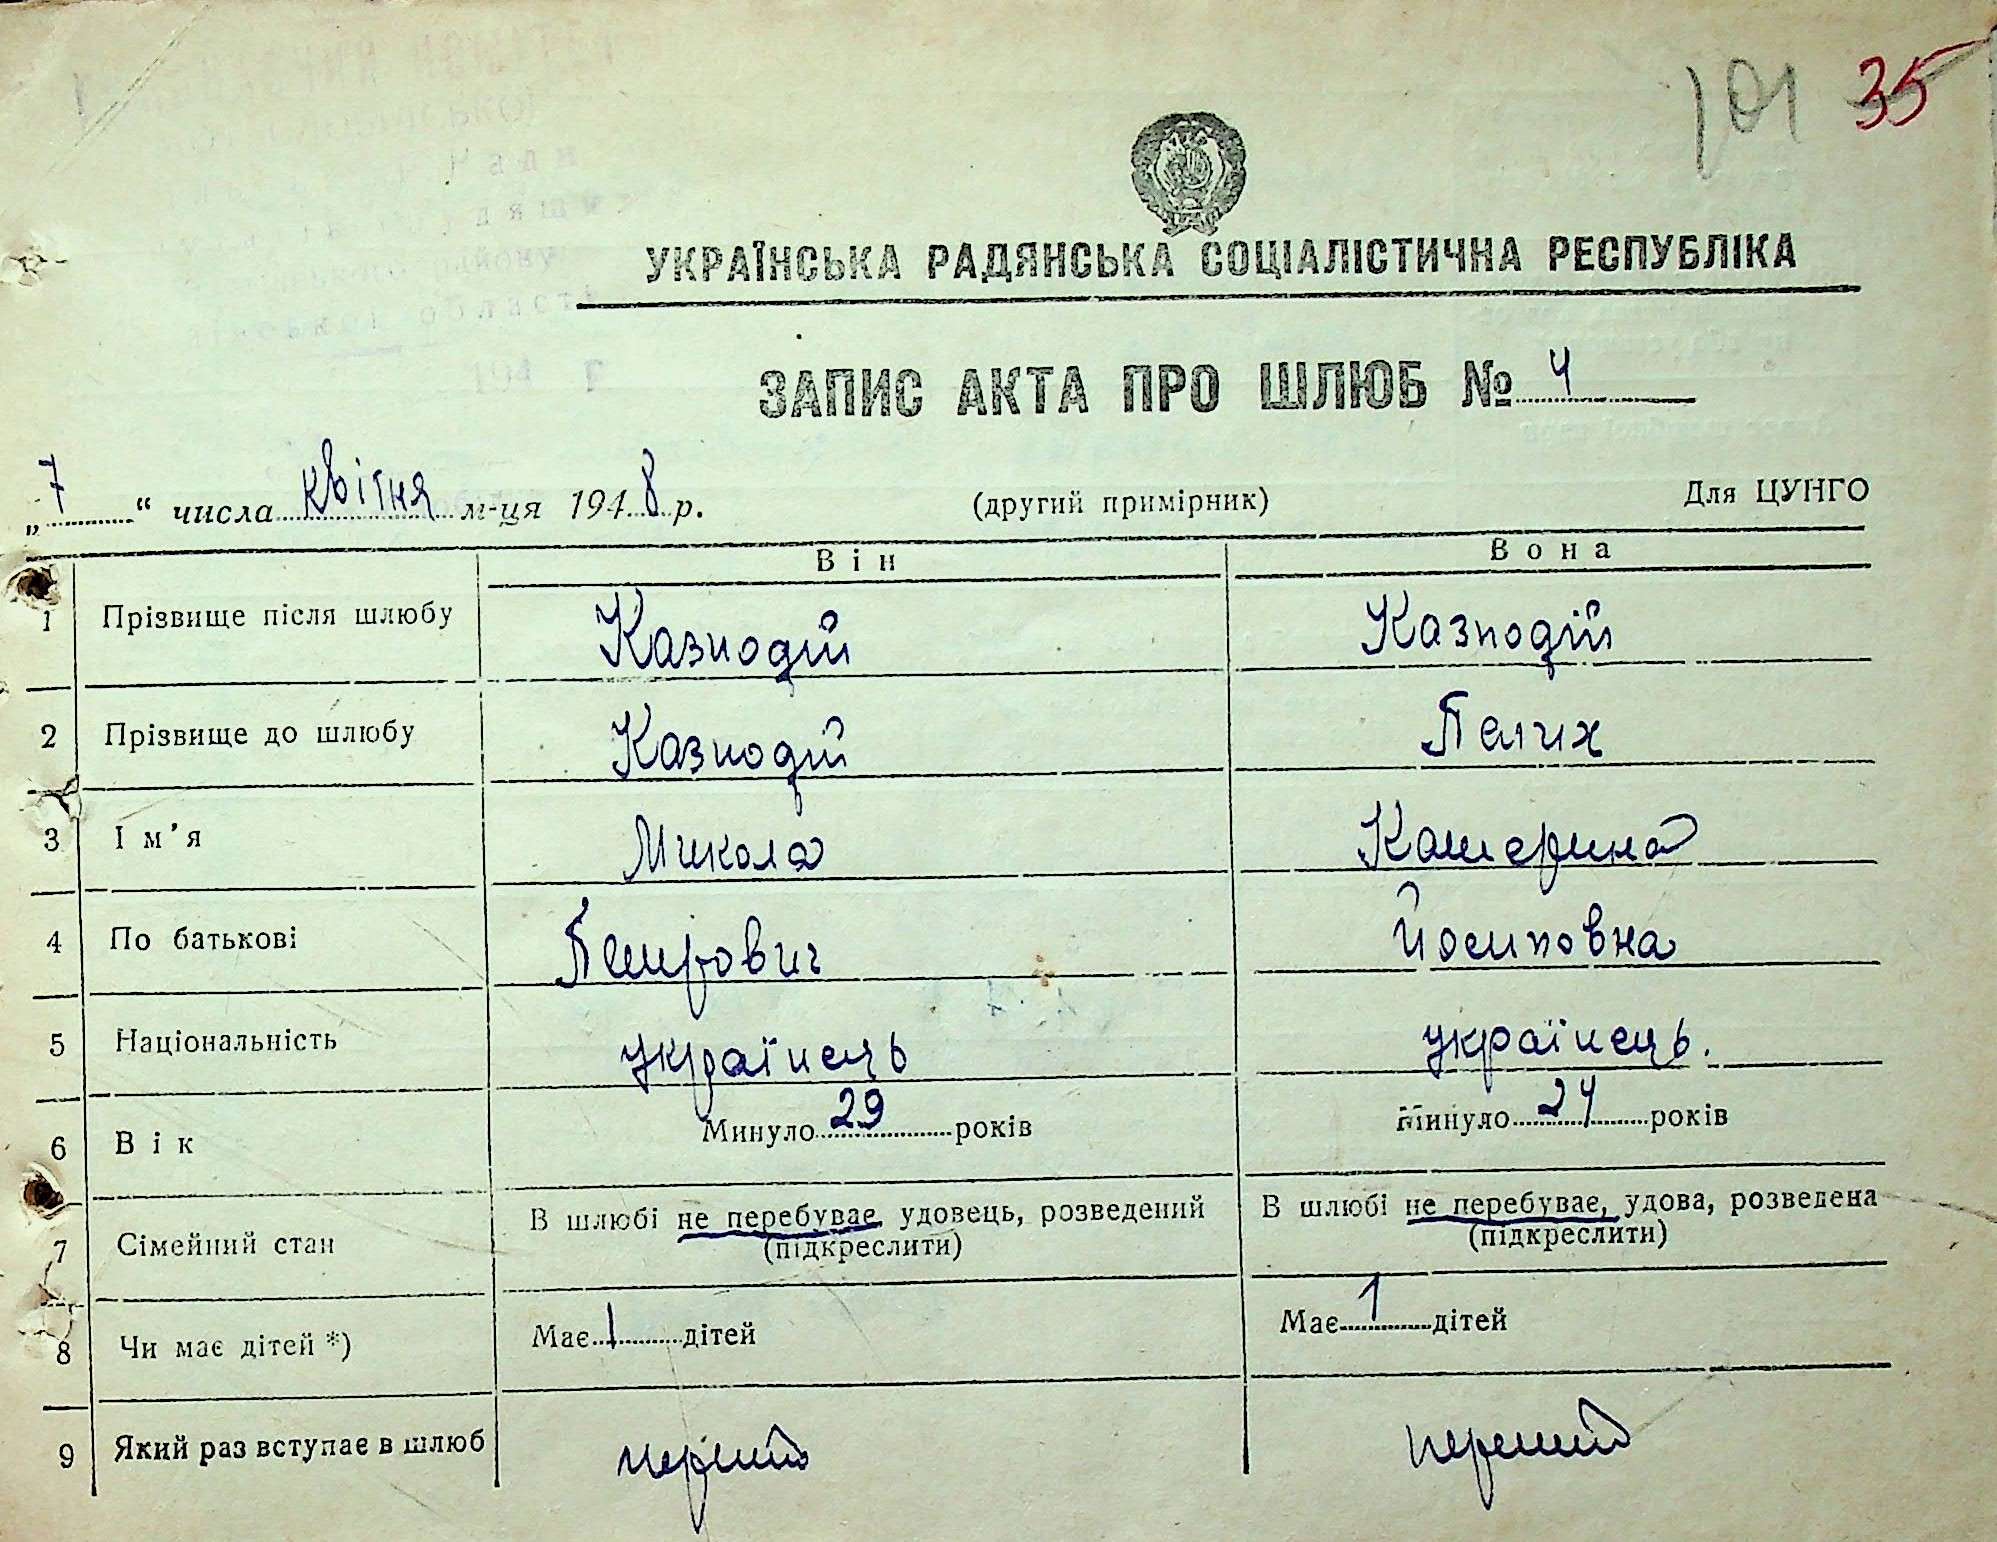 101 35
УКРАЇНСЬКА РАДЯНСЬКА СОЦІАЛІСТИЧНА РЕСПУБЛІКА
ЗАПИС АКТА ПРО ШЛЮБ № 4
„ 7 “ числа квітня м-ця 1948 р. (другий примірник) Для ЦУНГО
Він Вона
1 Прізвище після шлюбу Казнодій Казнодій
2 Прізвище до шлюбу Казнодій Пелих
3 Ім’я Микола Катерина
4 По батькові Петрович Йосиповна
5 Національність українець українець.
6 Вік Минуло 29 років Минуло 24 років
7 Сімейний стан В шлюбі не перебуває, удовець, розведений В шлюбі не перебуває, удова, розведена
(підкреслити) (підкреслити)
8 Чи має дітей *) Має 1 дітей Має 1 дітей
9 Який раз вступає в шлюб перший перший